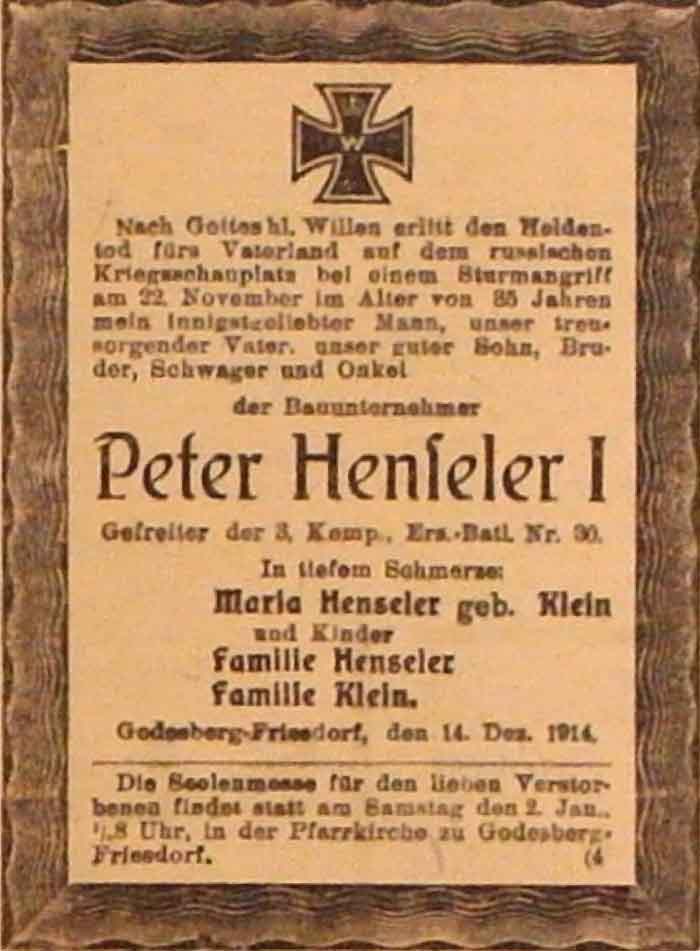 W
Nach Gottes hl. Willen erlitt den Helden-
tod fürs Vaterland auf dem russischen
Kriegsschauplatz bei einem Sturmangriff
am 22. November im Alter von 35 Jahren
mein innigstgeliebter Mann, unser treu-
sorgender Vater, unser guter Sohn, Bru-
der, Schwager und Onkel
der Bauunternehmer
Peter Henſeler I
Gefreiter der 3. Komp., Ers.-Batl. Nr. 30.
In tiefem Schmerze:
Maria Henseler geb. Klein
und Kinder
Familie Henseler
Familie Klein.
Godesberg-Friesdorf, den 14. Dez. 1914.
Die Seelenmesse für den lieben Verstor-
benen findet statt am Samstag den 2. Jan.,
8 Uhr, in der Pfarrkirche zu Godesberg-
Friesdorf. (4